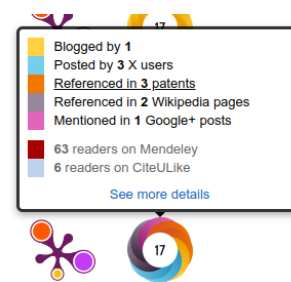 17
Blogged by 1
Posted by 3 X users
Referenced in 3 patents
Referenced in 2 Wikipedia pages
Mentioned in 1 Google+ posts
63 readers on Mendeley
6 readers on CiteULike
See more details
17